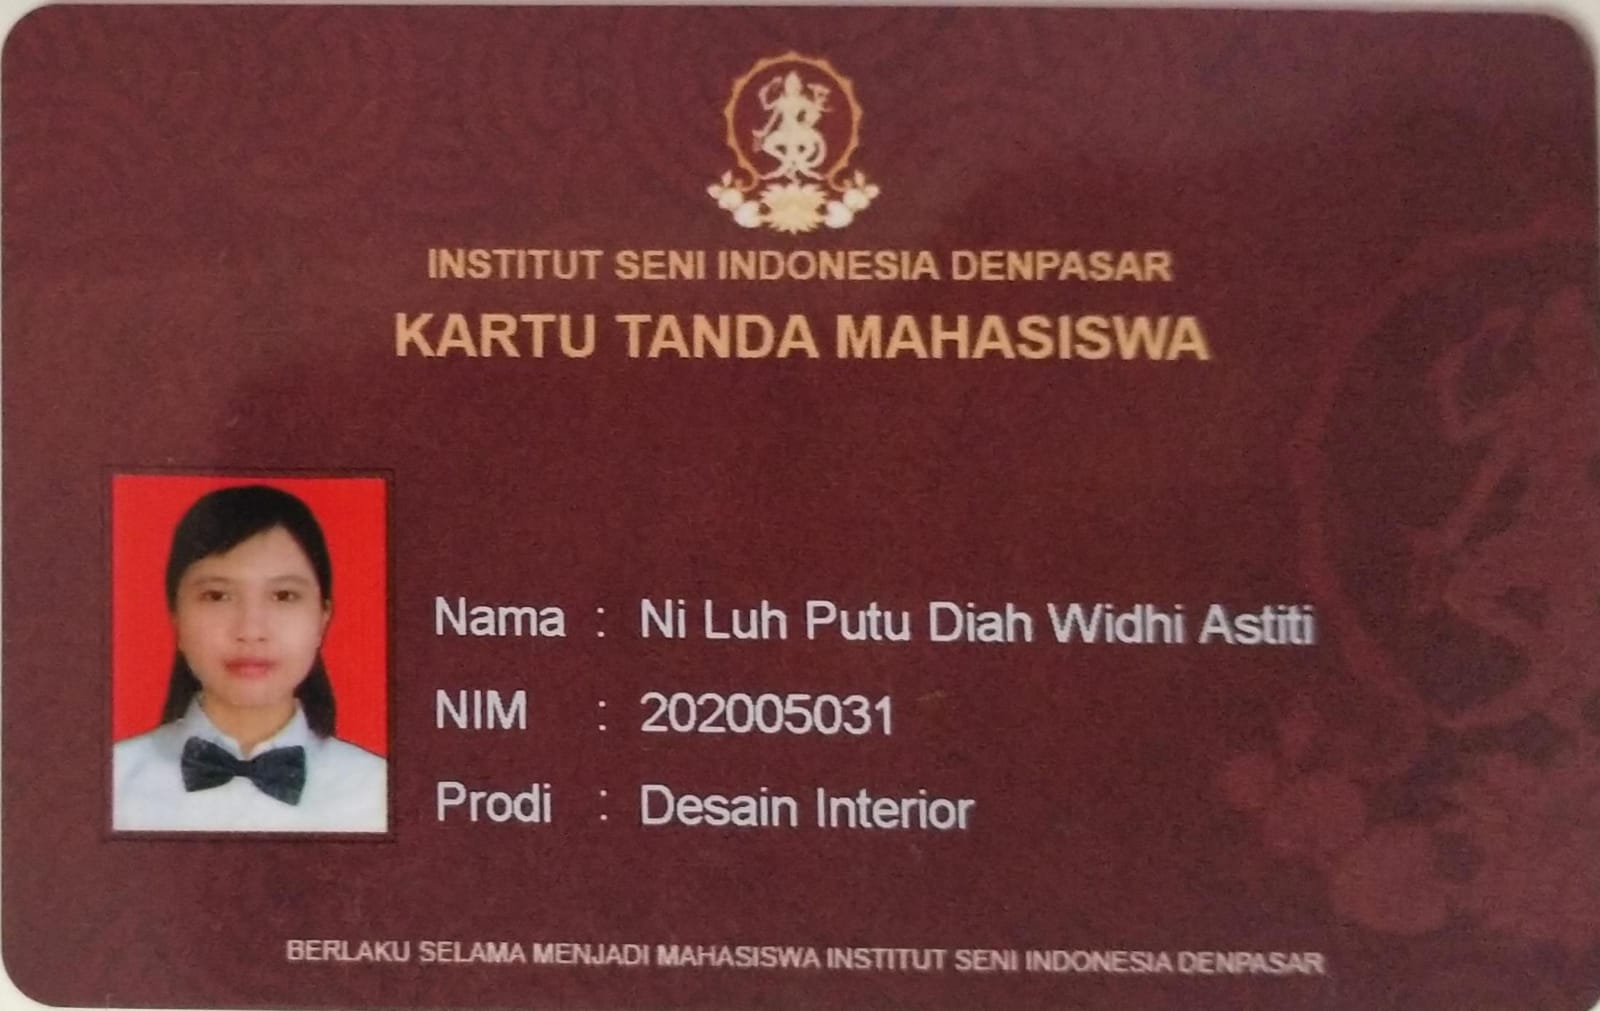 INSTITUT SENI INDONESIA DENPASAR
KARTU TANDA MAHASISWA
Nama : Ni Luh Putu Diah Widhi Astiti
NIM : 202005031
Prodi : Desain Interior
BERLAKU SELAMA MENJADI MAHASISWA INSTITUT SENI INDONESIA DENPASAR